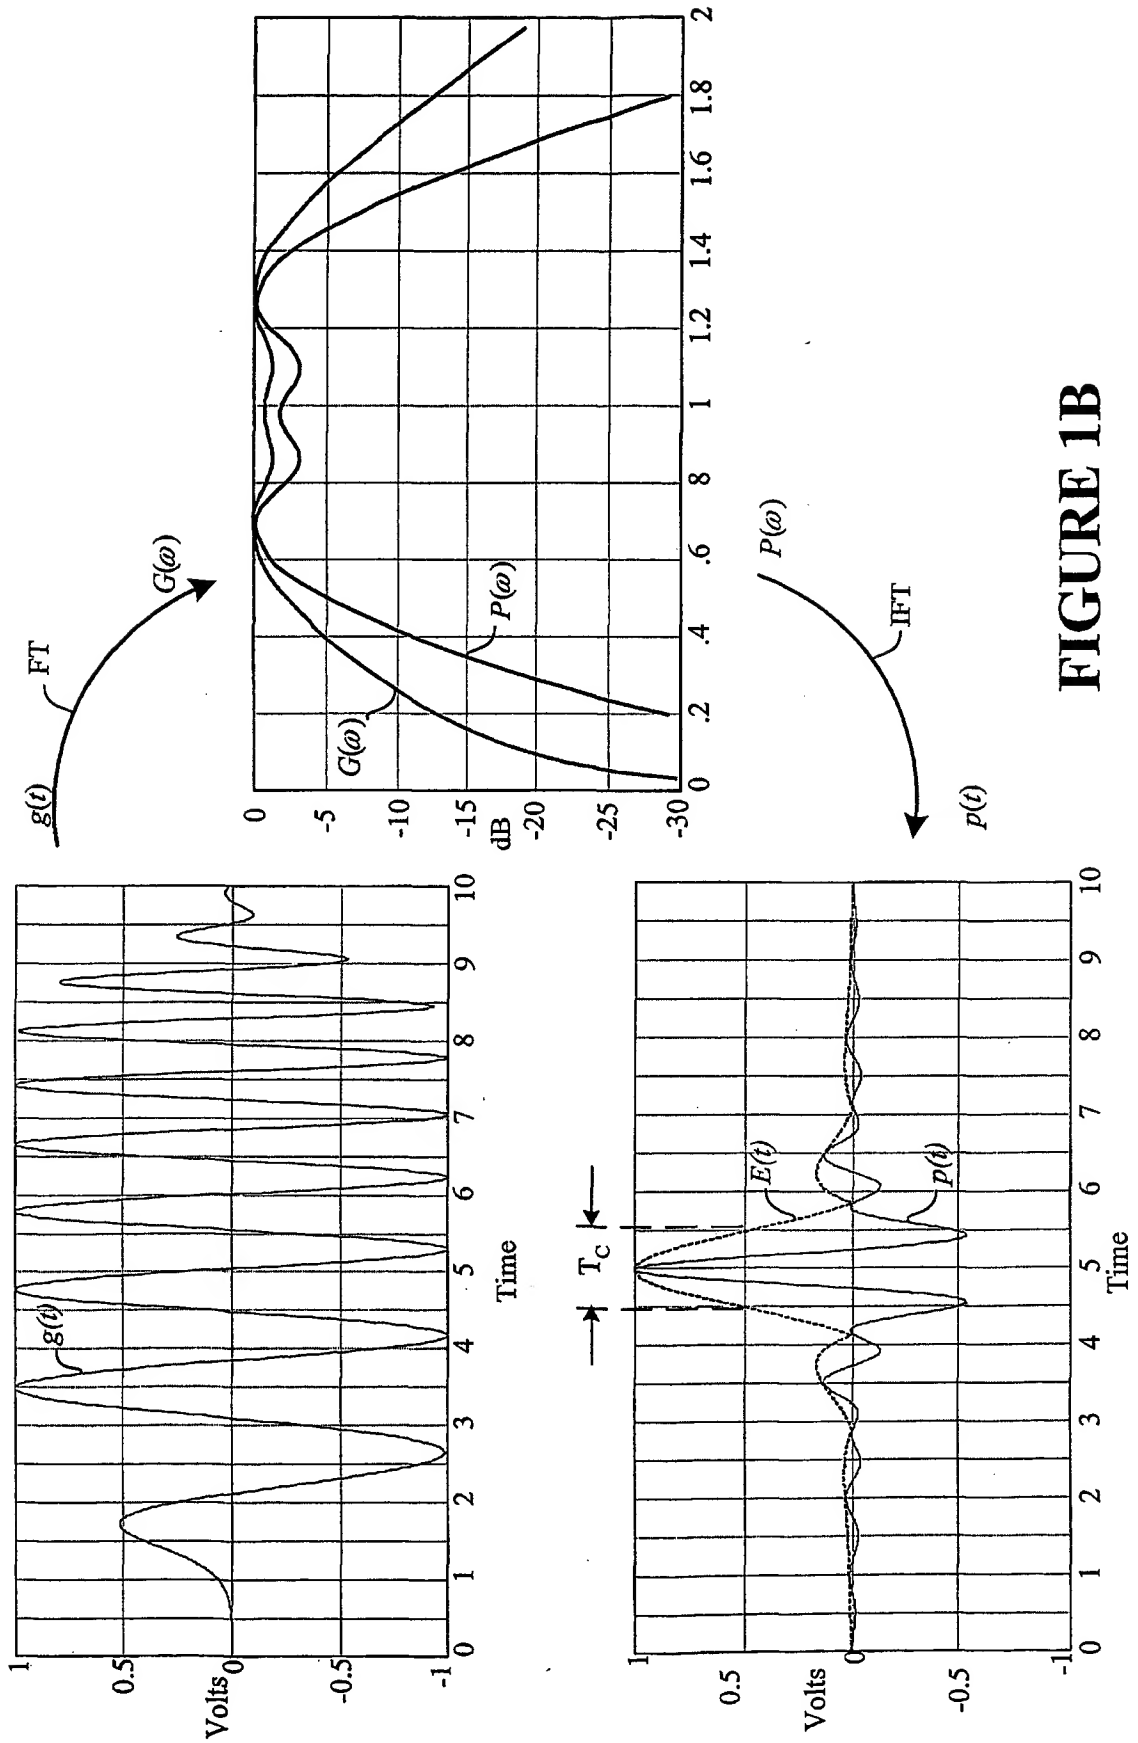 g(t)
FT
G(ω)
1
0.5
Volts
0
-0.5
-1
0
1
2
3
4
5
6
7
8
9
10
Time
g(t)
0
-5
-10
-15
dB
-20
-25
-30
0
.2
.4
.6
.8
1
1.2
1.4
1.6
1.8
2
G(ω)
P(ω)
1
0.5
Volts
0
-0.5
-1
0
1
2
3
4
5
6
7
8
9
10
Time
T_C
E(t)
p(t)
P(ω)
IFT
p(t)
FIGURE 1B